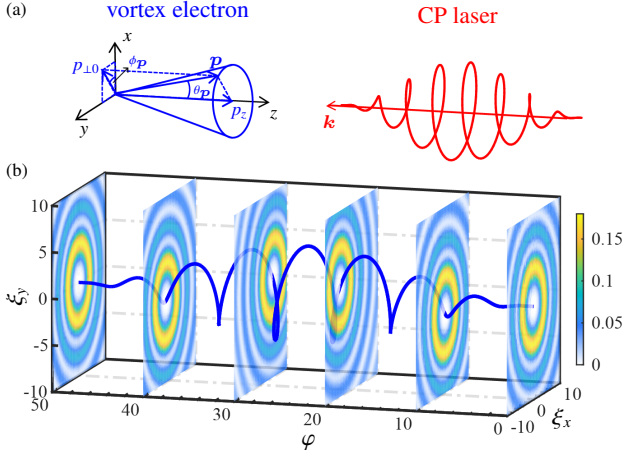 (a)
vortex electron
CP laser
x
p⊥0
ϕp
p
θp
pz
z
y
k
(b)
10
5
0
-5
-10
ξy
50
40
30
20
10
0
φ
-10
0
10
ξx
0.15
0.1
0.05
0